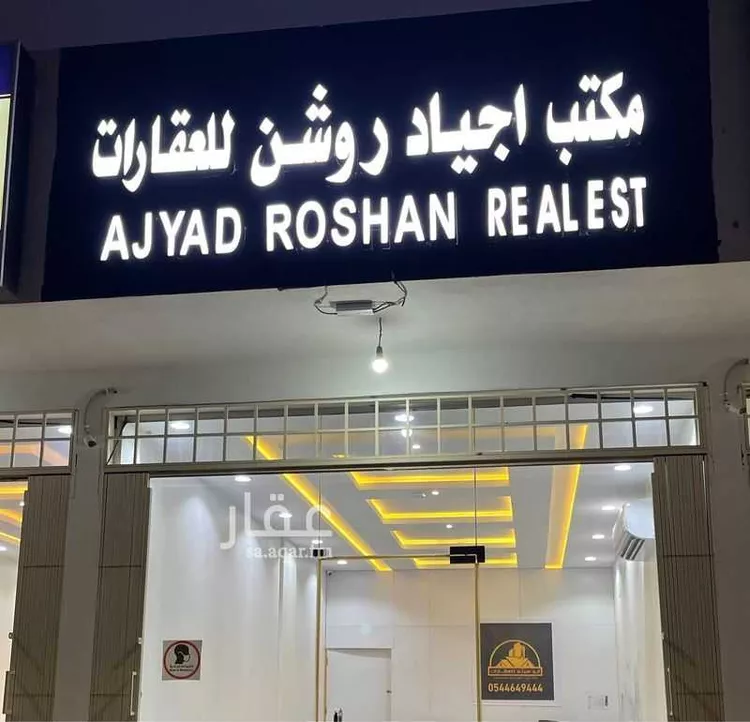 مكتب اجياد روشن للعقارات
AJYAD ROSHAN REALEST
عقار
sa.aqar.fm
0544649444